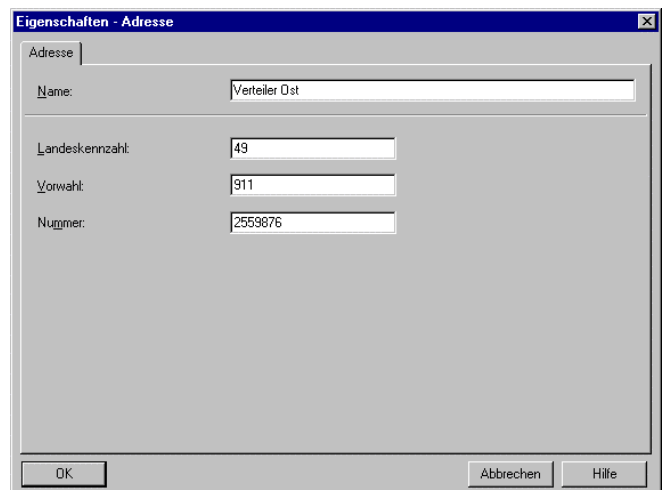 Eigenschaften - Adresse
Adresse
Name: Verteiler Ost
Landeskennzahl: 49
Vorwahl: 911
Nummer: 2559876
OK Abbrechen Hilfe